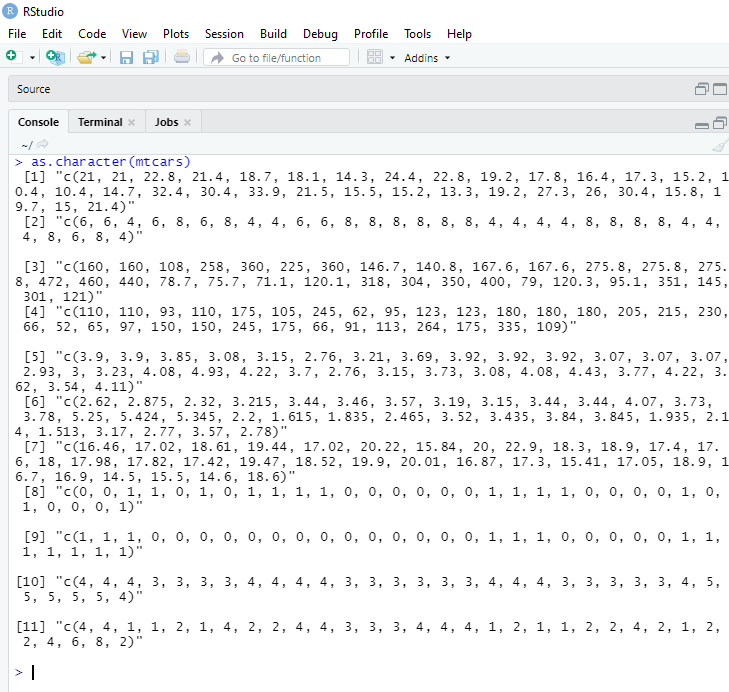 RStudio
File Edit Code View Plots Session Build Debug Profile Tools Help
Go to file/function Addins
Source
Console Terminal Jobs
~/
> as.character(mtcars)
[1] "c(21, 21, 22.8, 21.4, 18.7, 18.1, 14.3, 24.4, 22.8, 19.2, 17.8, 16.4, 17.3, 15.2, 1
0.4, 10.4, 14.7, 32.4, 30.4, 33.9, 21.5, 15.5, 15.2, 13.3, 19.2, 27.3, 26, 30.4, 15.8, 1
9.7, 15, 21.4)"
[2] "c(6, 6, 4, 6, 8, 6, 8, 4, 4, 6, 6, 8, 8, 8, 8, 8, 8, 4, 4, 4, 4, 8, 8, 8, 8, 4, 4,
4, 8, 6, 8, 4)"
[3] "c(160, 160, 108, 258, 360, 225, 360, 146.7, 140.8, 167.6, 167.6, 275.8, 275.8, 275.
8, 472, 460, 440, 78.7, 75.7, 71.1, 120.1, 318, 304, 350, 400, 79, 120.3, 95.1, 351, 145,
301, 121)"
[4] "c(110, 110, 93, 110, 175, 105, 245, 62, 95, 123, 123, 180, 180, 180, 205, 215, 230,
66, 52, 65, 97, 150, 150, 245, 175, 66, 91, 113, 264, 175, 335, 109)"
[5] "c(3.9, 3.9, 3.85, 3.08, 3.15, 2.76, 3.21, 3.69, 3.92, 3.92, 3.92, 3.07, 3.07, 3.07,
2.93, 3, 3.23, 4.08, 4.93, 4.22, 3.7, 2.76, 3.15, 3.73, 3.08, 4.08, 4.43, 3.77, 4.22, 3.
62, 3.54, 4.11)"
[6] "c(2.62, 2.875, 2.32, 3.215, 3.44, 3.46, 3.57, 3.19, 3.15, 3.44, 3.44, 4.07, 3.73,
3.78, 5.25, 5.424, 5.345, 2.2, 1.615, 1.835, 2.465, 3.52, 3.435, 3.84, 3.845, 1.935, 2.1
4, 1.513, 3.17, 2.77, 3.57, 2.78)"
[7] "c(16.46, 17.02, 18.61, 19.44, 17.02, 20.22, 15.84, 20, 22.9, 18.3, 18.9, 17.4, 17.
6, 18, 17.98, 17.82, 17.42, 19.47, 18.52, 19.9, 20.01, 16.87, 17.3, 15.41, 17.05, 18.9, 1
6.7, 16.9, 14.5, 15.5, 14.6, 18.6)"
[8] "c(0, 0, 1, 1, 0, 1, 0, 1, 1, 1, 1, 0, 0, 0, 0, 0, 0, 1, 1, 1, 1, 0, 0, 0, 0, 1, 0,
1, 0, 0, 0, 1)"
[9] "c(1, 1, 1, 0, 0, 0, 0, 0, 0, 0, 0, 0, 0, 0, 0, 0, 0, 1, 1, 1, 0, 0, 0, 0, 0, 1, 1,
1, 1, 1, 1, 1)"
[10] "c(4, 4, 4, 3, 3, 3, 3, 4, 4, 4, 4, 3, 3, 3, 3, 3, 3, 4, 4, 4, 3, 3, 3, 3, 3, 4, 5,
5, 5, 5, 5, 4)"
[11] "c(4, 4, 1, 1, 2, 1, 4, 2, 2, 4, 4, 3, 3, 3, 4, 4, 4, 1, 2, 1, 1, 2, 2, 4, 2, 1, 2,
2, 4, 6, 8, 2)"
>